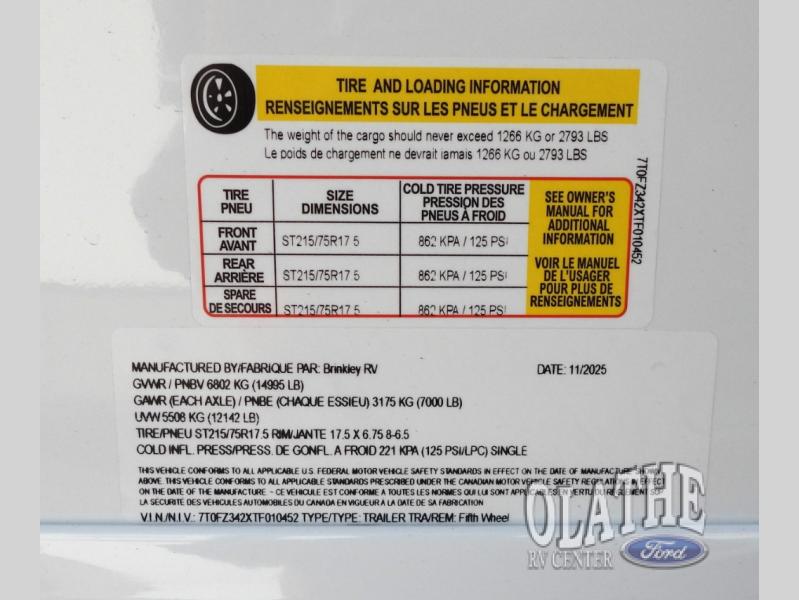 TIRE AND LOADING INFORMATION
RENSEIGNEMENTS SUR LES PNEUS ET LE CHARGEMENT
The weight of the cargo should never exceed 1266 KG or 2793 LBS
Le poids de chargement ne devrait iamais 1266 KG ou 2793 LBS
TIRE PNEU
SIZE DIMENSIONS
COLD TIRE PRESSURE
PRESSION DES
PNEUS À FROID
FRONT AVANT
ST215/75R17 5
862 KPA / 125 PSI
REAR ARRIÈRE
ST215/75R17 5
862 KPA / 125 PSI
SPARE DE SECOURS
ST215/75R17 5
862 KPA / 125 PSI
SEE OWNER'S
MANUAL FOR
ADDITIONAL
INFORMATION
VOIR LE MANUEL
DE L'USAGER
POUR PLUS DE
RENSEIGNEMENTS
7T0FZ342XTF010452
MANUFACTURED BY/FABRIQUE PAR: Brinkley RV DATE: 11/2025
GVWR / PNBV 6802 KG (14995 LB)
GAWR (EACH AXLE) / PNBE (CHAQUE ESSIEU) 3175 KG (7000 LB)
UVW 5508 KG (12142 LB)
TIRE/PNEU ST215/75R17.5 RIM/JANTE 17.5 X 6.75 8-6.5
COLD INFL. PRESS/PRESS. DE GONFL. A FROID 221 KPA (125 PSI/LPC) SINGLE
THIS VEHICLE CONFORMS TO ALL APPLICABLE U.S. FEDERAL MOTOR VEHICLE SAFETY STANDARDS IN EFFECT ON THE DATE OF MANUFACTURE SHOWN
ABOVE. THIS VEHICLE CONFORMS TO ALL APPLICABLE STANDARDS PRESCRIBED UNDER THE CANADIAN MOTOR VEHICLE SAFETY REGULATIONS IN EFFECT
ON THE DATE OF MANUFACTURE. - CE VEHICULE EST CONFORME A TOUTES LES NORMES QUI LUI SONT APPLICABLES EN VERTU DU REGLEMENT SUR LA
SECURITE DES VEHICULES AUTOMOBILES DU CANADA EN VIGUEUR A LA DATE DE SA FABRICATION
V.I.N./N.I.V.: 7T0FZ342XTF010452 TYPE/TYPE: TRAILER TRA/REM: Fifth Wheel
OLATHE
RV CENTER
Ford